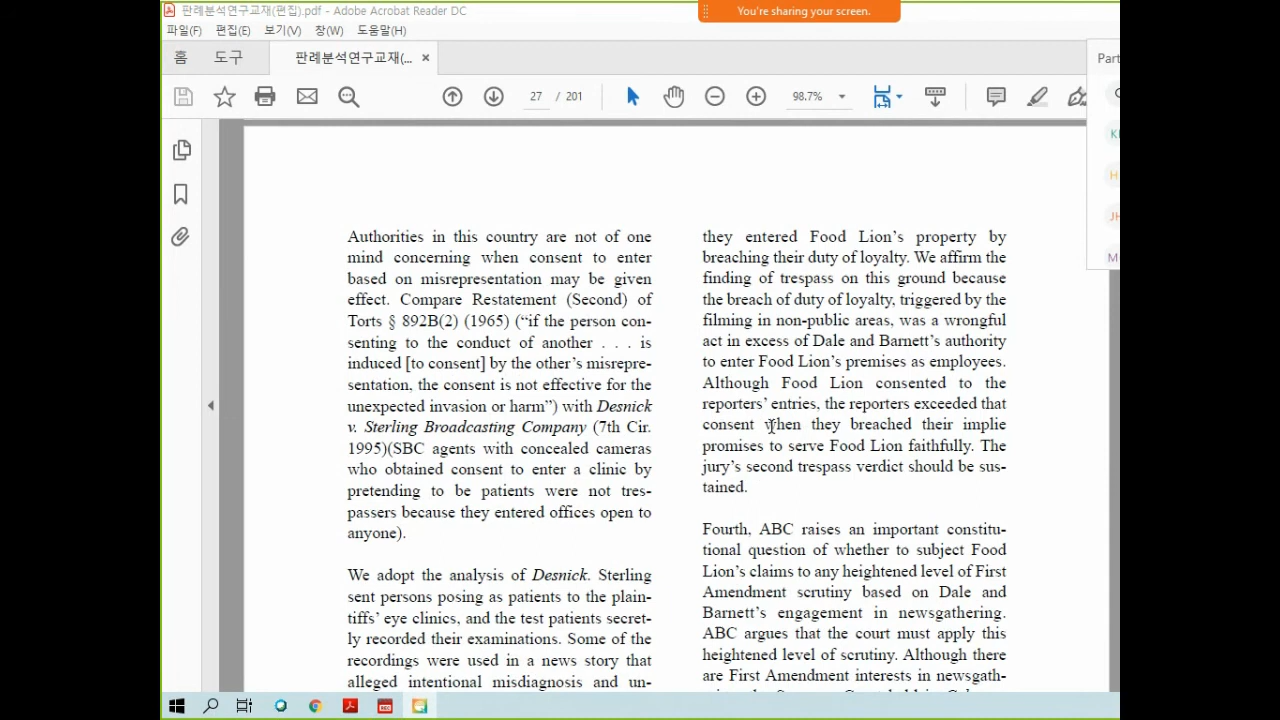 판례분석연구교재(편집).pdf - Adobe Acrobat Reader DC
You're sharing your screen.
파일(F) 편집(E) 보기(V) 창(W) 도움말(H)
홈 도구 판례분석연구교재(... ×
Part
27 / 201
98.7%
KI
H
JH
M
Authorities in this country are not of one
mind concerning when consent to enter
based on misrepresentation may be given
effect. Compare Restatement (Second) of
Torts § 892B(2) (1965) (“if the person con-
senting to the conduct of another . . . is
induced [to consent] by the other’s misrepre-
sentation, the consent is not effective for the
unexpected invasion or harm”) with Desnick
v. Sterling Broadcasting Company (7th Cir.
1995)(SBC agents with concealed cameras
who obtained consent to enter a clinic by
pretending to be patients were not tres-
passers because they entered offices open to
anyone).
We adopt the analysis of Desnick. Sterling
sent persons posing as patients to the plain-
tiffs’ eye clinics, and the test patients secret-
ly recorded their examinations. Some of the
recordings were used in a news story that
alleged intentional misdiagnosis and un-
they entered Food Lion’s property by
breaching their duty of loyalty. We affirm the
finding of trespass on this ground because
the breach of duty of loyalty, triggered by the
filming in non-public areas, was a wrongful
act in excess of Dale and Barnett’s authority
to enter Food Lion’s premises as employees.
Although Food Lion consented to the
reporters’ entries, the reporters exceeded that
consent when they breached their implie
promises to serve Food Lion faithfully. The
jury’s second trespass verdict should be sus-
tained.
Fourth, ABC raises an important constitu-
tional question of whether to subject Food
Lion’s claims to any heightened level of First
Amendment scrutiny based on Dale and
Barnett’s engagement in newsgathering.
ABC argues that the court must apply this
heightened level of scrutiny. Although there
are First Amendment interests in newsgath-